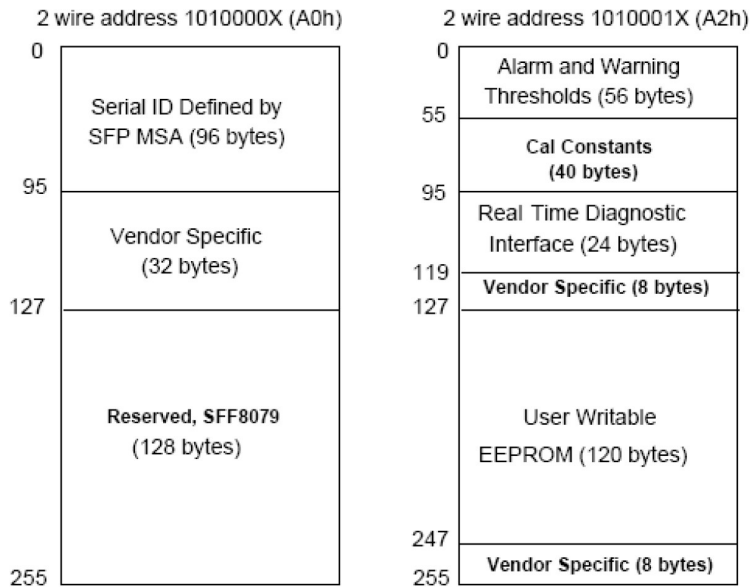 2 wire address 1010000X (A0h)
0
Serial ID Defined by
SFP MSA (96 bytes)
95
Vendor Specific
(32 bytes)
127
Reserved, SFF8079
(128 bytes)
255
2 wire address 1010001X (A2h)
0
Alarm and Warning
Thresholds (56 bytes)
55
Cal Constants
(40 bytes)
95
Real Time Diagnostic
Interface (24 bytes)
119
Vendor Specific (8 bytes)
127
User Writable
EEPROM (120 bytes)
247
Vendor Specific (8 bytes)
255